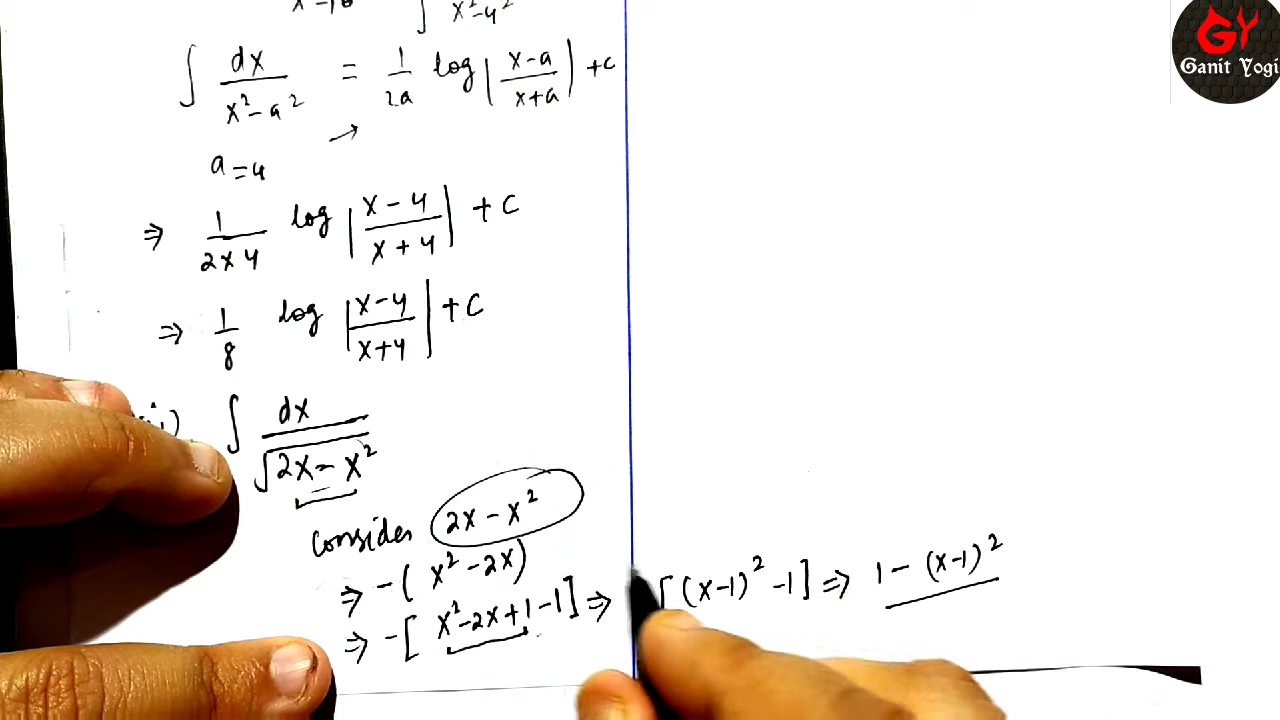 ∫ x²-4²
∫ dx / x²-a² = 1/2a log |x-a / x+a| + c
a=4
⇒ 1/2×4 log |x-4 / x+4| + c
⇒ 1/8 log |x-4 / x+4| + c
∫ dx / √2x-x²
consider 2x-x²
⇒ -(x²-2x)
⇒ -[x²-2x+1-1] ⇒ [(x-1)²-1] ⇒ 1-(x-1)²
GY
Ganit Yogi